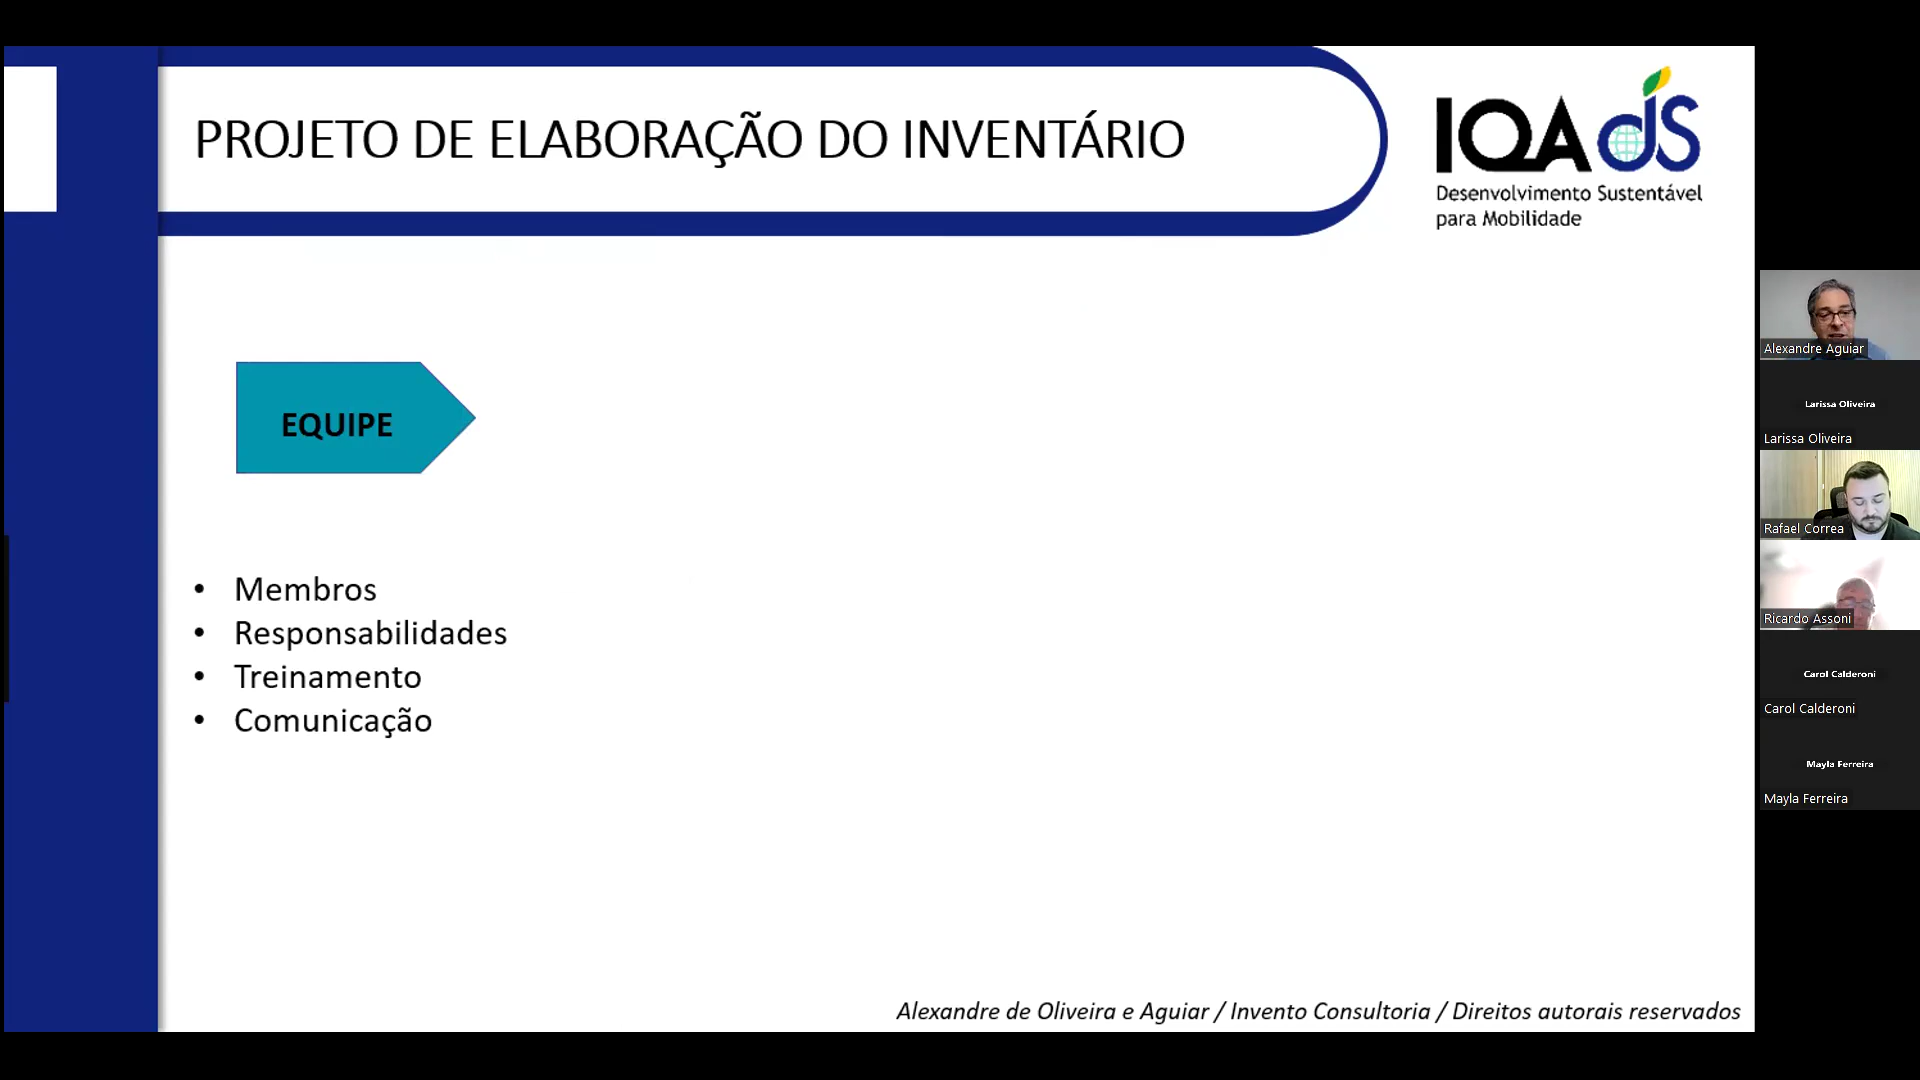 PROJETO DE ELABORAÇÃO DO INVENTÁRIO
IQA dS
Desenvolvimento Sustentável
para Mobilidade
EQUIPE
• Membros
• Responsabilidades
• Treinamento
• Comunicação
Alexandre de Oliveira e Aguiar / Invento Consultoria / Direitos autorais reservados
Alexandre Aguiar
Larissa Oliveira
Larissa Oliveira
Rafael Correa
Ricardo Assoni
Carol Calderoni
Carol Calderoni
Mayla Ferreira
Mayla Ferreira